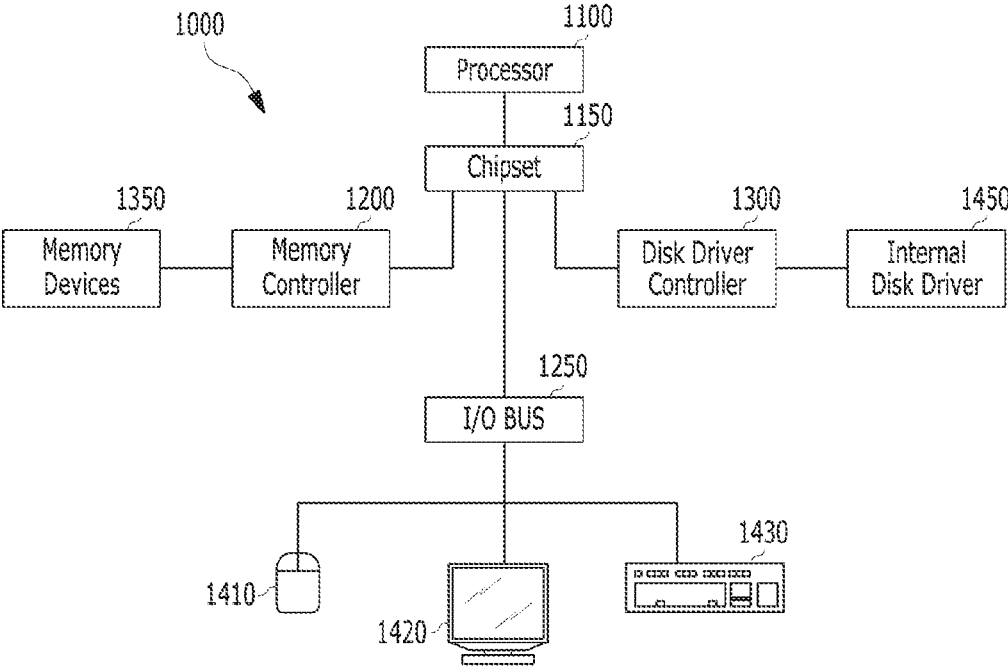 1000
1100
Processor
1150
Chipset
1350
Memory
Devices
1200
Memory
Controller
1300
Disk Driver
Controller
1450
Internal
Disk Driver
1250
I/O BUS
1410
1420
1430